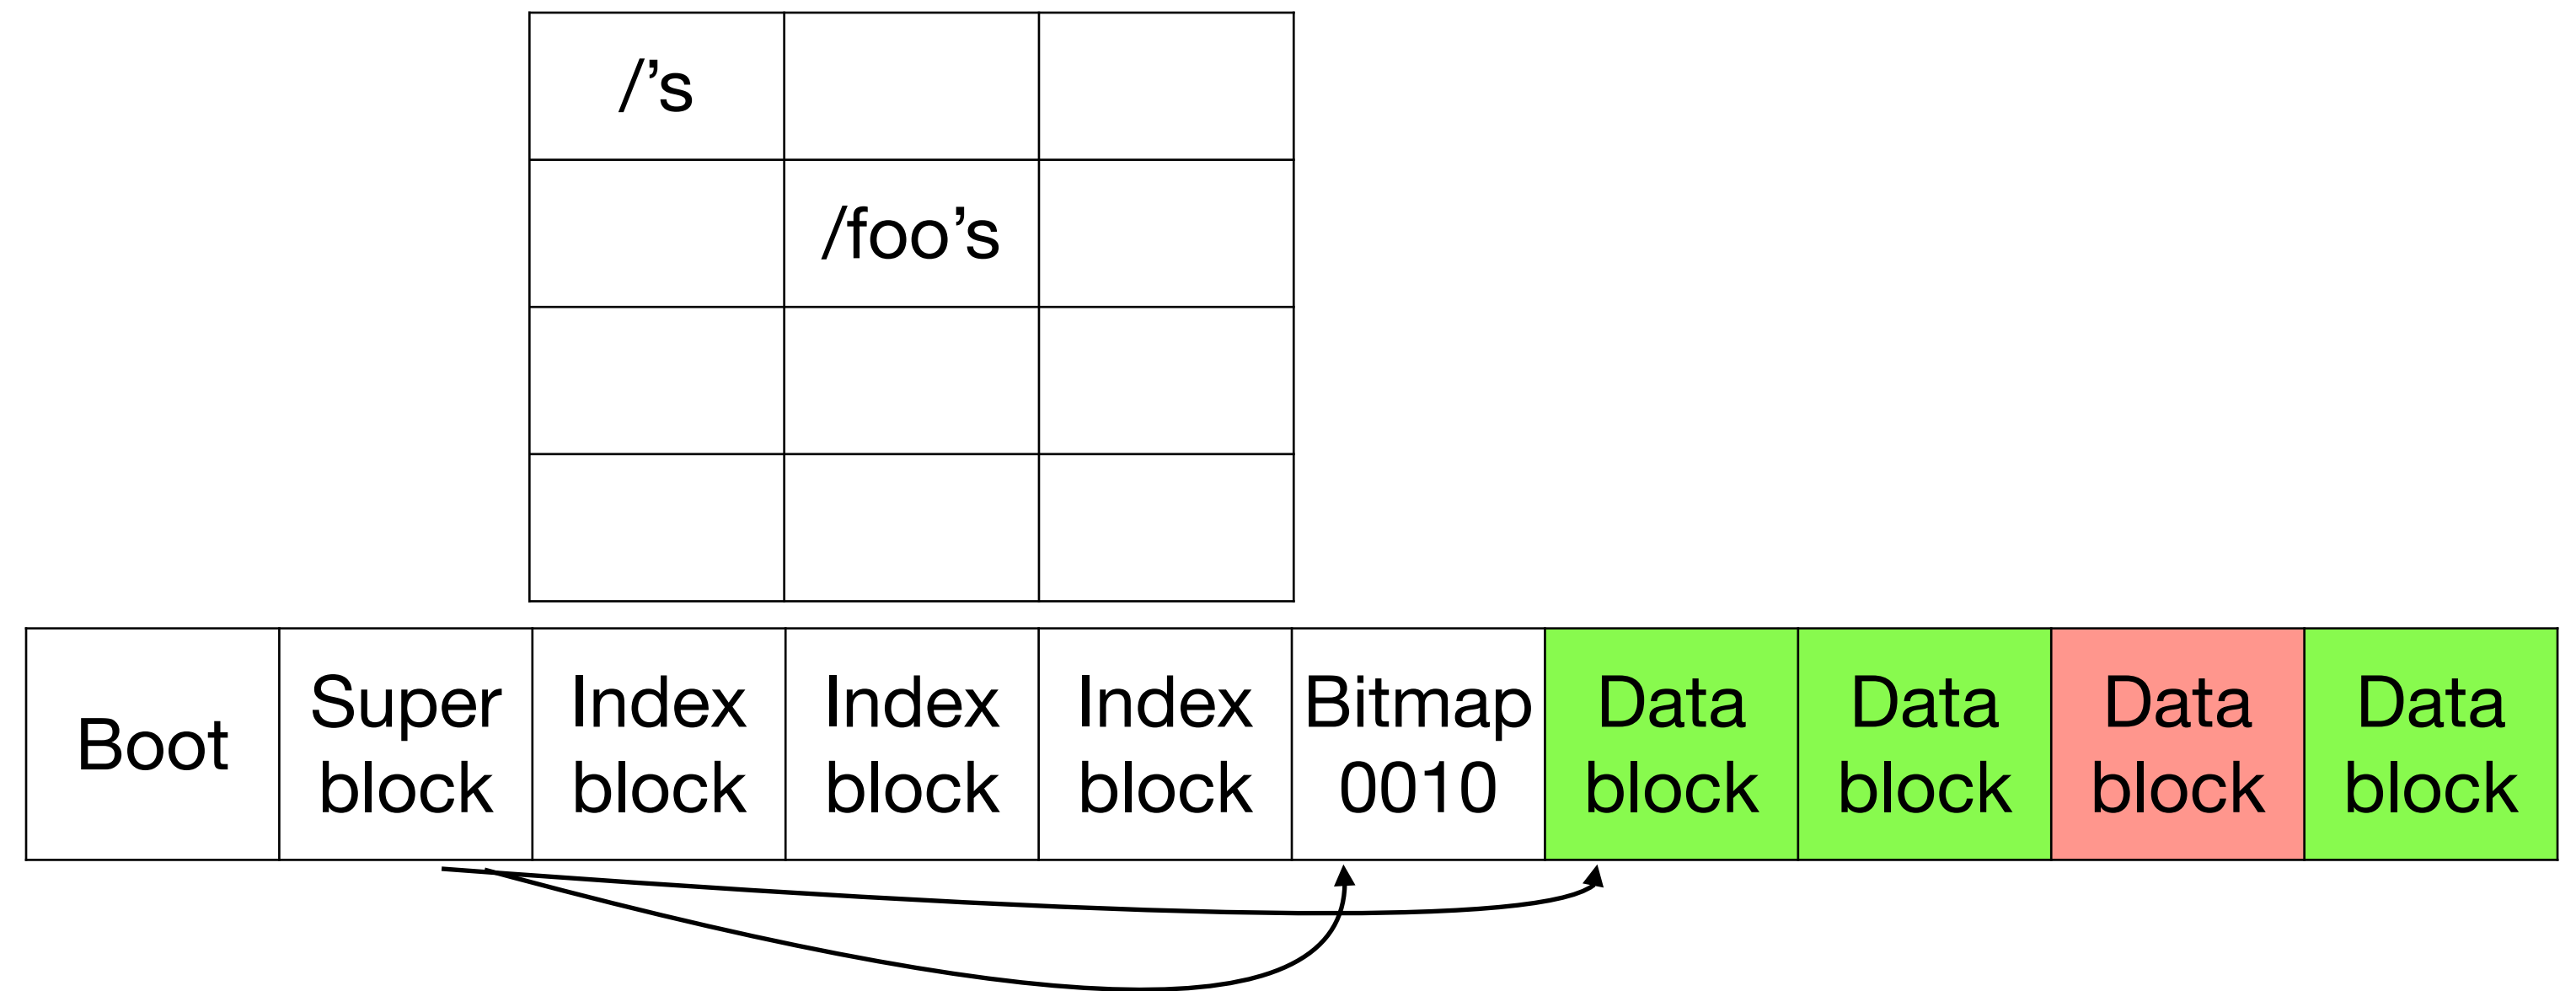 /’s
/foo’s
Boot
Super
block
Index
block
Index
block
Index
block
Bitmap
0010
Data
block
Data
block
Data
block
Data
block